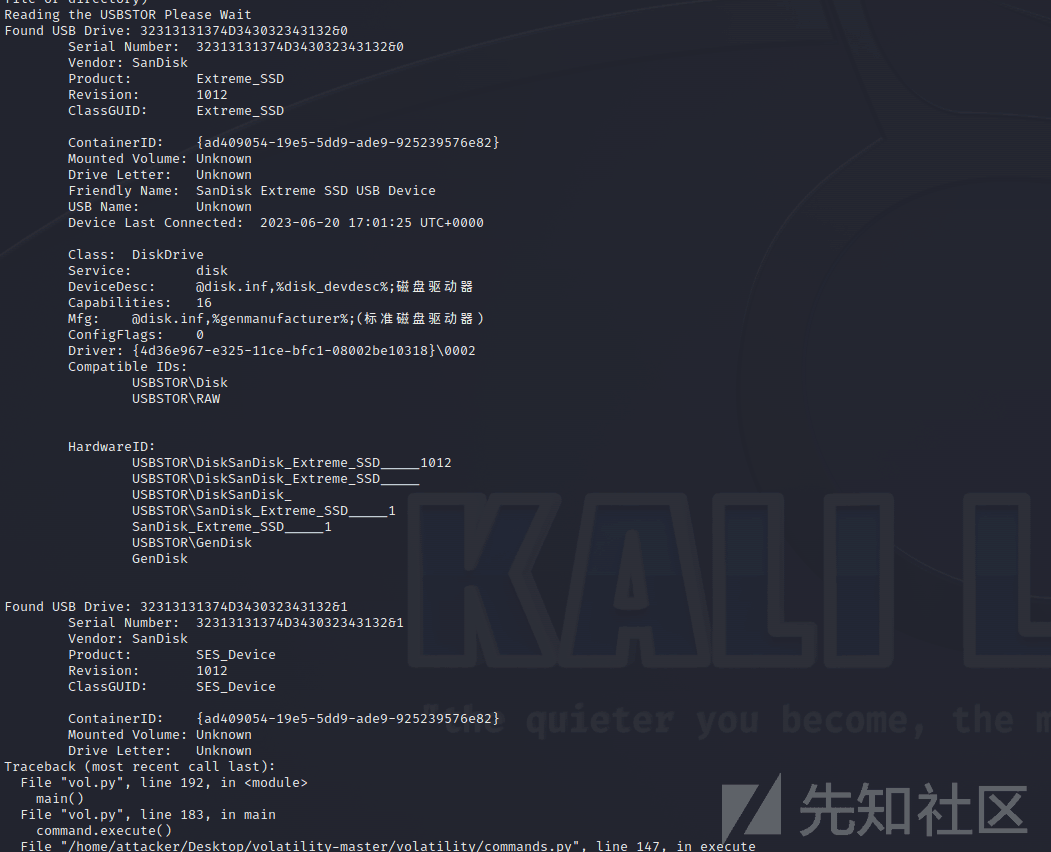 file or directory)
Reading the USBSTOR Please Wait
Found USB Drive: 32313131374D343032343132&0
Serial Number: 32313131374D343032343132&0
Vendor: SanDisk
Product: Extreme_SSD
Revision: 1012
ClassGUID: Extreme_SSD
ContainerID: {ad409054-19e5-5dd9-ade9-925239576e82}
Mounted Volume: Unknown
Drive Letter: Unknown
Friendly Name: SanDisk Extreme SSD USB Device
USB Name: Unknown
Device Last Connected: 2023-06-20 17:01:25 UTC+0000
Class: DiskDrive
Service: disk
DeviceDesc: @disk.inf,%disk_devdesc%;磁盘驱动器
Capabilities: 16
Mfg: @disk.inf,%genmanufacturer%;(标准磁盘驱动器)
ConfigFlags: 0
Driver: {4d36e967-e325-11ce-bfc1-08002be10318}\0002
Compatible IDs:
USBSTOR\Disk
USBSTOR\RAW
HardwareID:
USBSTOR\DiskSanDisk_Extreme_SSD_____1012
USBSTOR\DiskSanDisk_Extreme_SSD_____
USBSTOR\DiskSanDisk_
USBSTOR\SanDisk_Extreme_SSD_____1
SanDisk_Extreme_SSD_____1
USBSTOR\GenDisk
GenDisk
Found USB Drive: 32313131374D343032343132&1
Serial Number: 32313131374D343032343132&1
Vendor: SanDisk
Product: SES_Device
Revision: 1012
ClassGUID: SES_Device
ContainerID: {ad409054-19e5-5dd9-ade9-925239576e82}
Mounted Volume: Unknown
Drive Letter: Unknown
Traceback (most recent call last):
File "vol.py", line 192, in <module>
main()
File "vol.py", line 183, in main
command.execute()
File "/home/attacker/Desktop/volatility-master/volatility/commands.py", line 147, in execute
KALI L
"the quieter you become, the m
先知社区